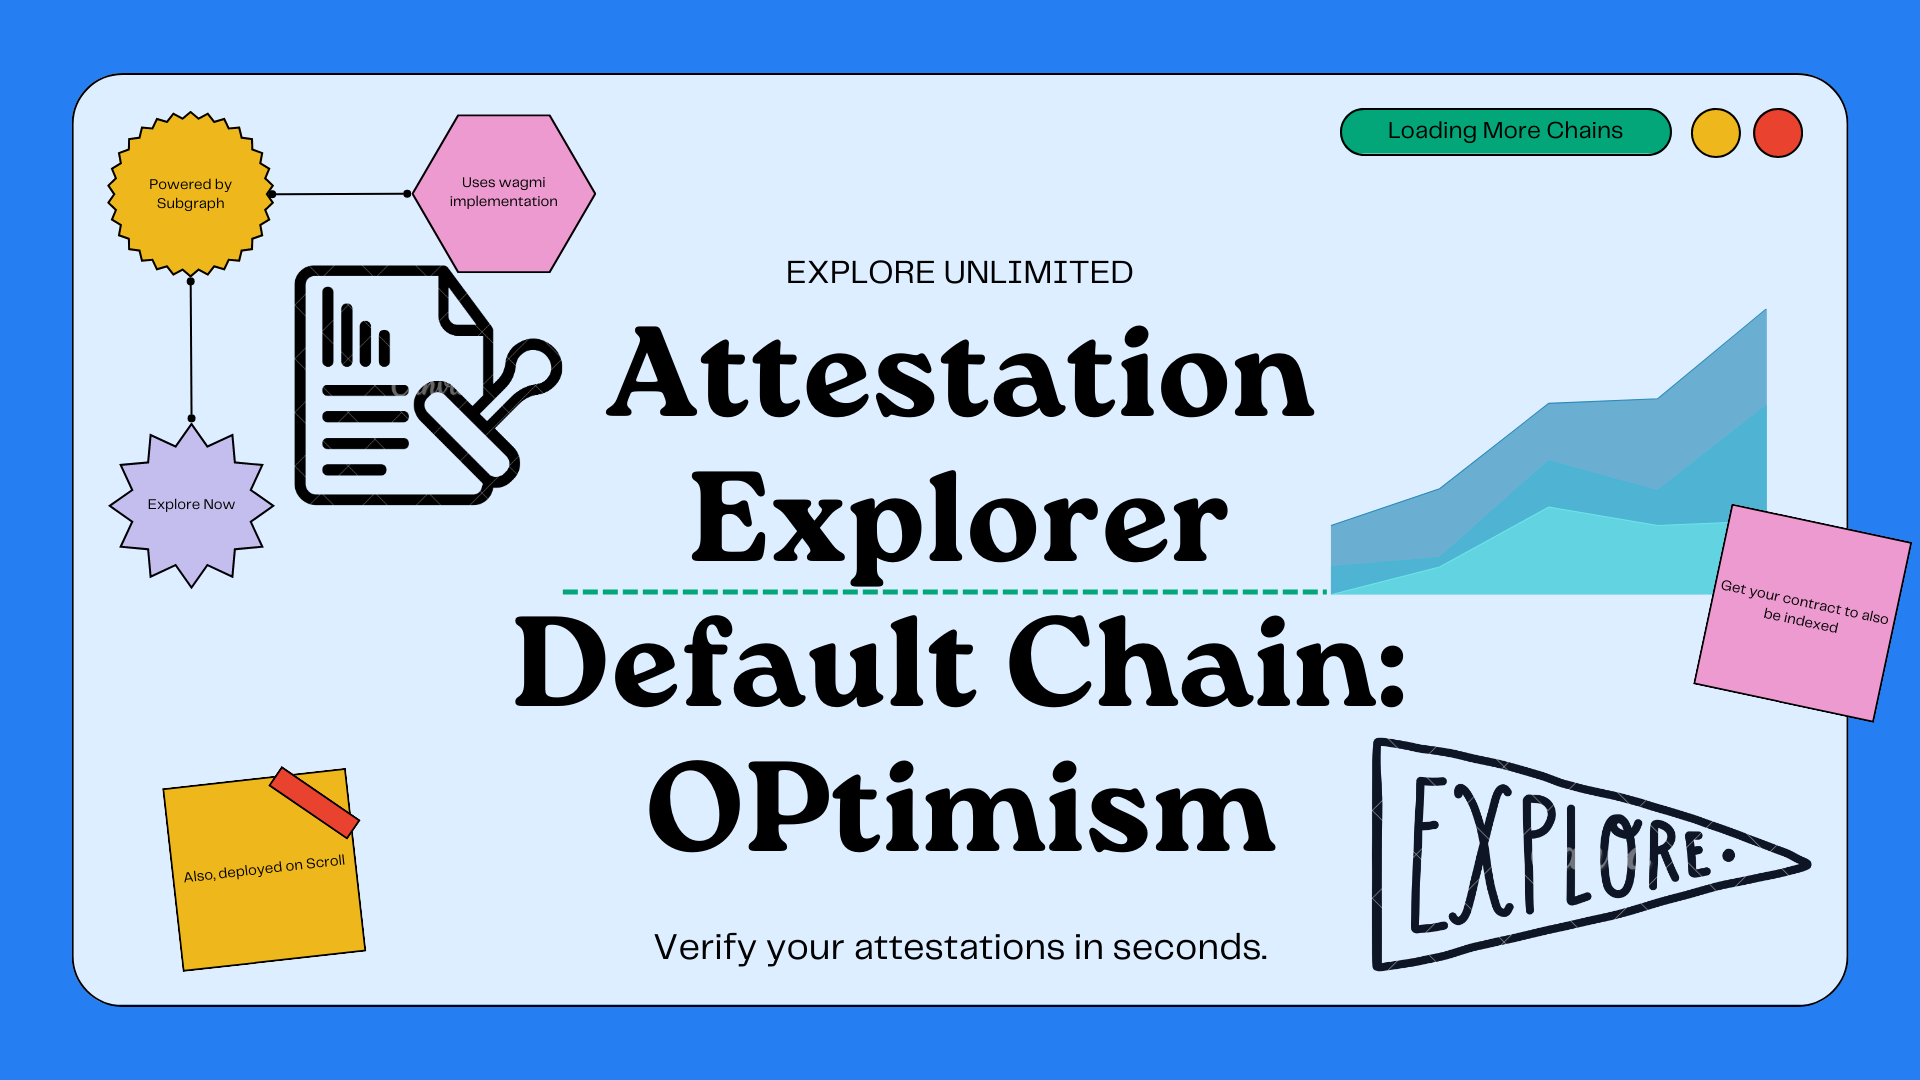 Loading More Chains
Powered by
Subgraph
Uses wagmi
implementation
EXPLORE UNLIMITED
Attestation
Explorer
Default Chain:
OPtimism
Explore Now
Get your contract to also
be indexed
Also, deployed on Scroll
EXPLORE
Verify your attestations in seconds.